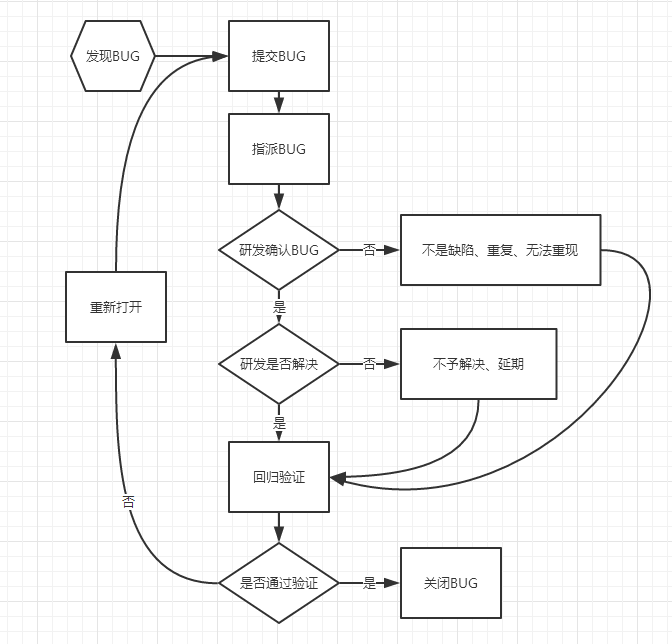 发现BUG
提交BUG
指派BUG
研发确认BUG
否
不是缺陷、重复、无法重现
是
重新打开
研发是否解决
否
不予解决、延期
是
回归验证
否
是否通过验证
是
关闭BUG